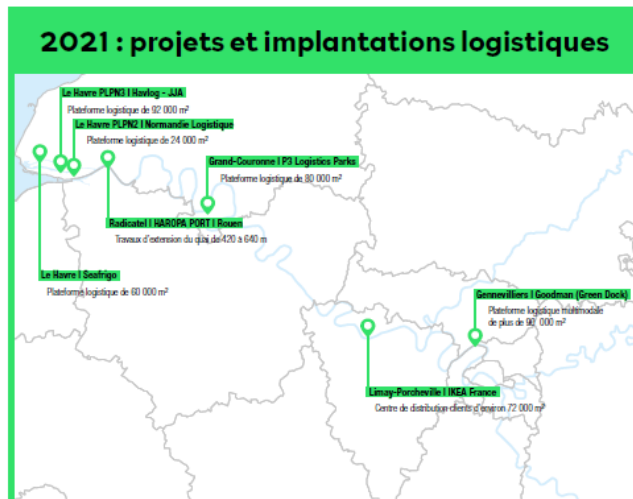 2021 : projets et implantations logistiques
Le Havre PLPN3 I Havlog - JJA
Plateforme logistique de 92 000 m²
Le Havre PLPN2 I Normandie Logistique
Plateforme logistique de 24 000 m²
Grand-Couronne I P3 Logistics Parks
Plateforme logistique de 80 000 m²
Radicatel I HAROPA PORT I Rouen
Travaux d'extension du quai de 420 à 640 m
Le Havre I Seafrigo
Plateforme logistique de 60 000 m²
Gennevilliers I Goodman (Green Dock)
Plateforme logistique multimodale
de plus de 90 000 m²
Limay-Porcheville I IKEA France
Centre de distribution clients d'environ 72 000 m²